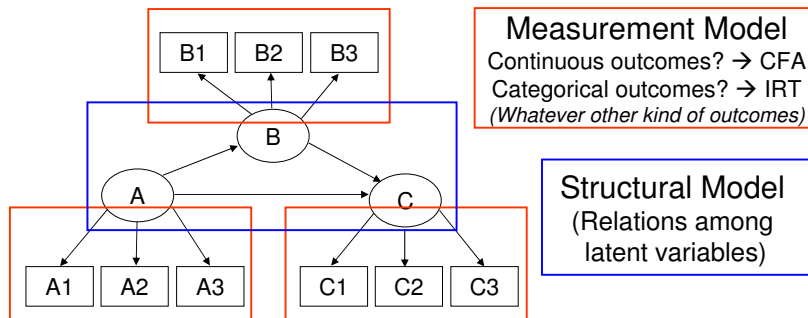 Measurement Model
Continuous outcomes? → CFA
Categorical outcomes? → IRT
(Whatever other kind of outcomes)
B1 B2 B3
B
A
C
Structural Model
(Relations among
latent variables)
A1 A2 A3
C1 C2 C3